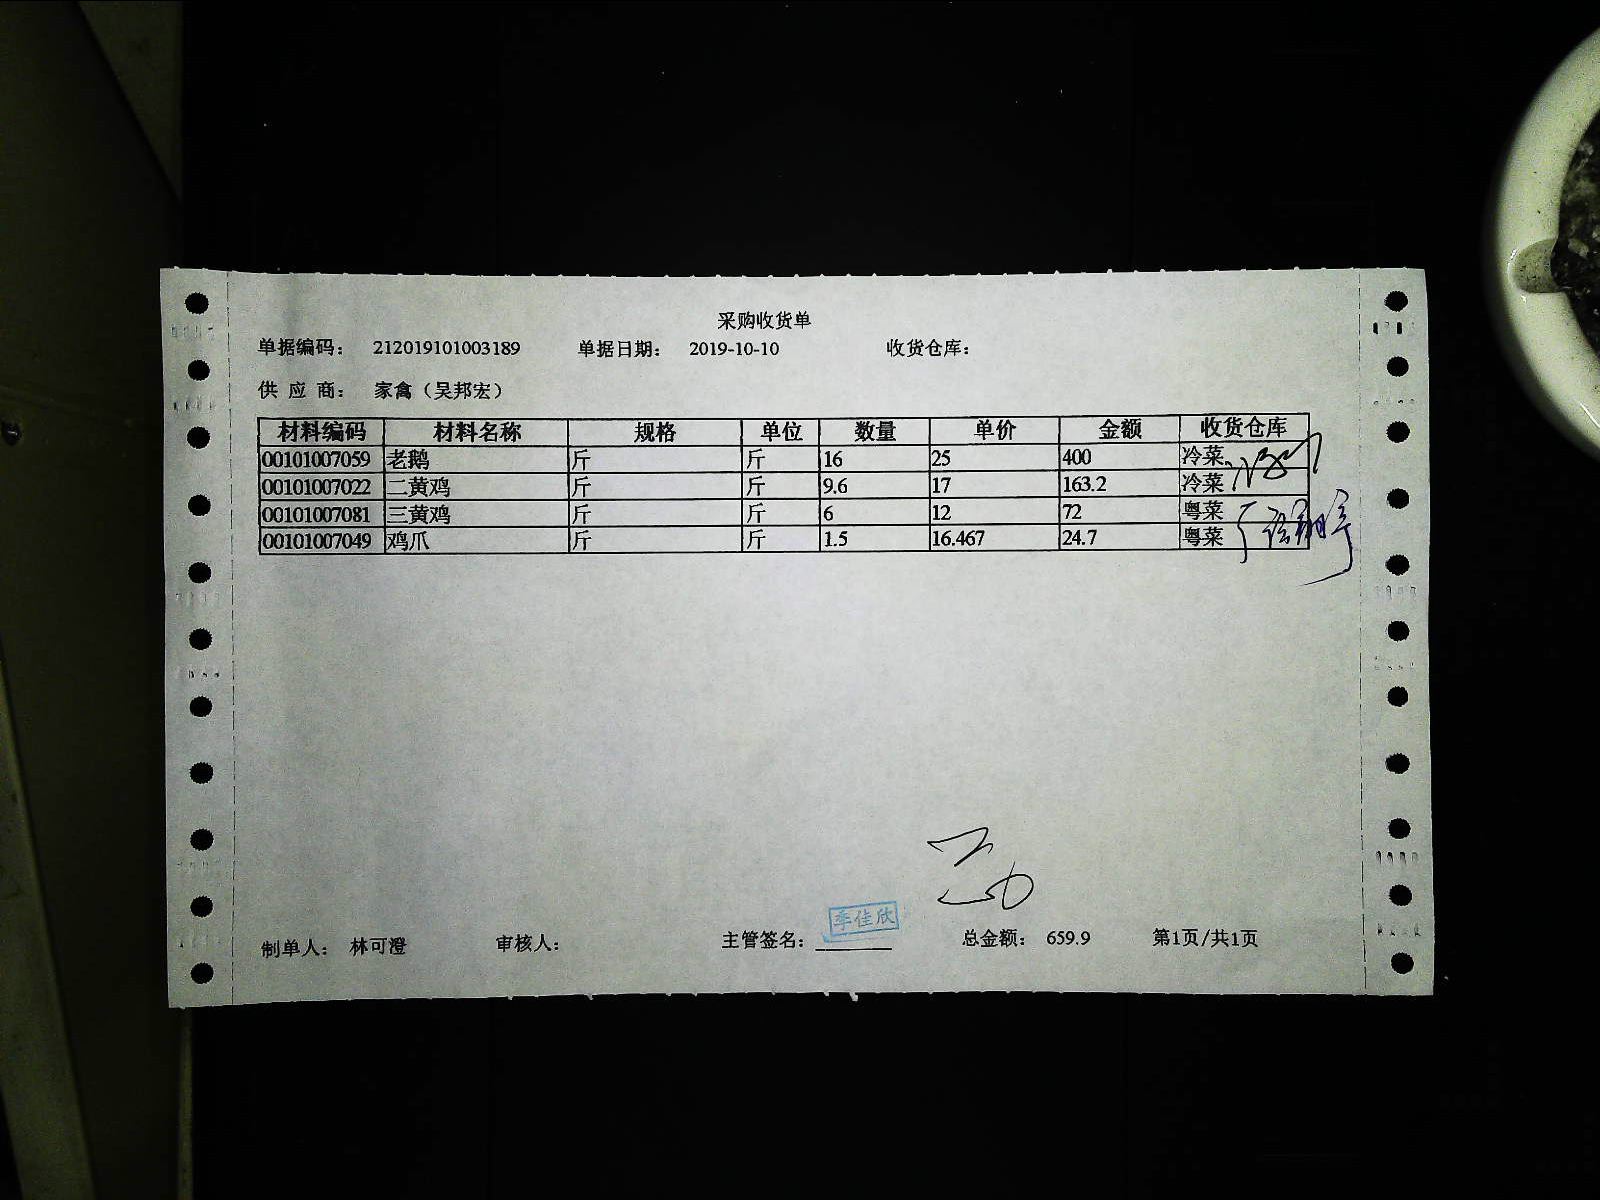 采购收货单
单据编码： 212019101003189 单据日期： 2019-10-10 收货仓库：
供 应 商： 家禽（吴邦宏）
材料编码 材料名称 规格 单位 数量 单价 金额 收货仓库
00101007059 老鹅 斤 斤 16 25 400 冷菜
00101007022 二黄鸡 斤 斤 9.6 17 163.2 冷菜
00101007081 三黄鸡 斤 斤 6 12 72 粤菜
00101007049 鸡爪 斤 斤 1.5 16.467 24.7 粤菜
季佳欣
制单人： 林可澄 审核人： 主管签名： 总金额： 659.9 第1页/共1页